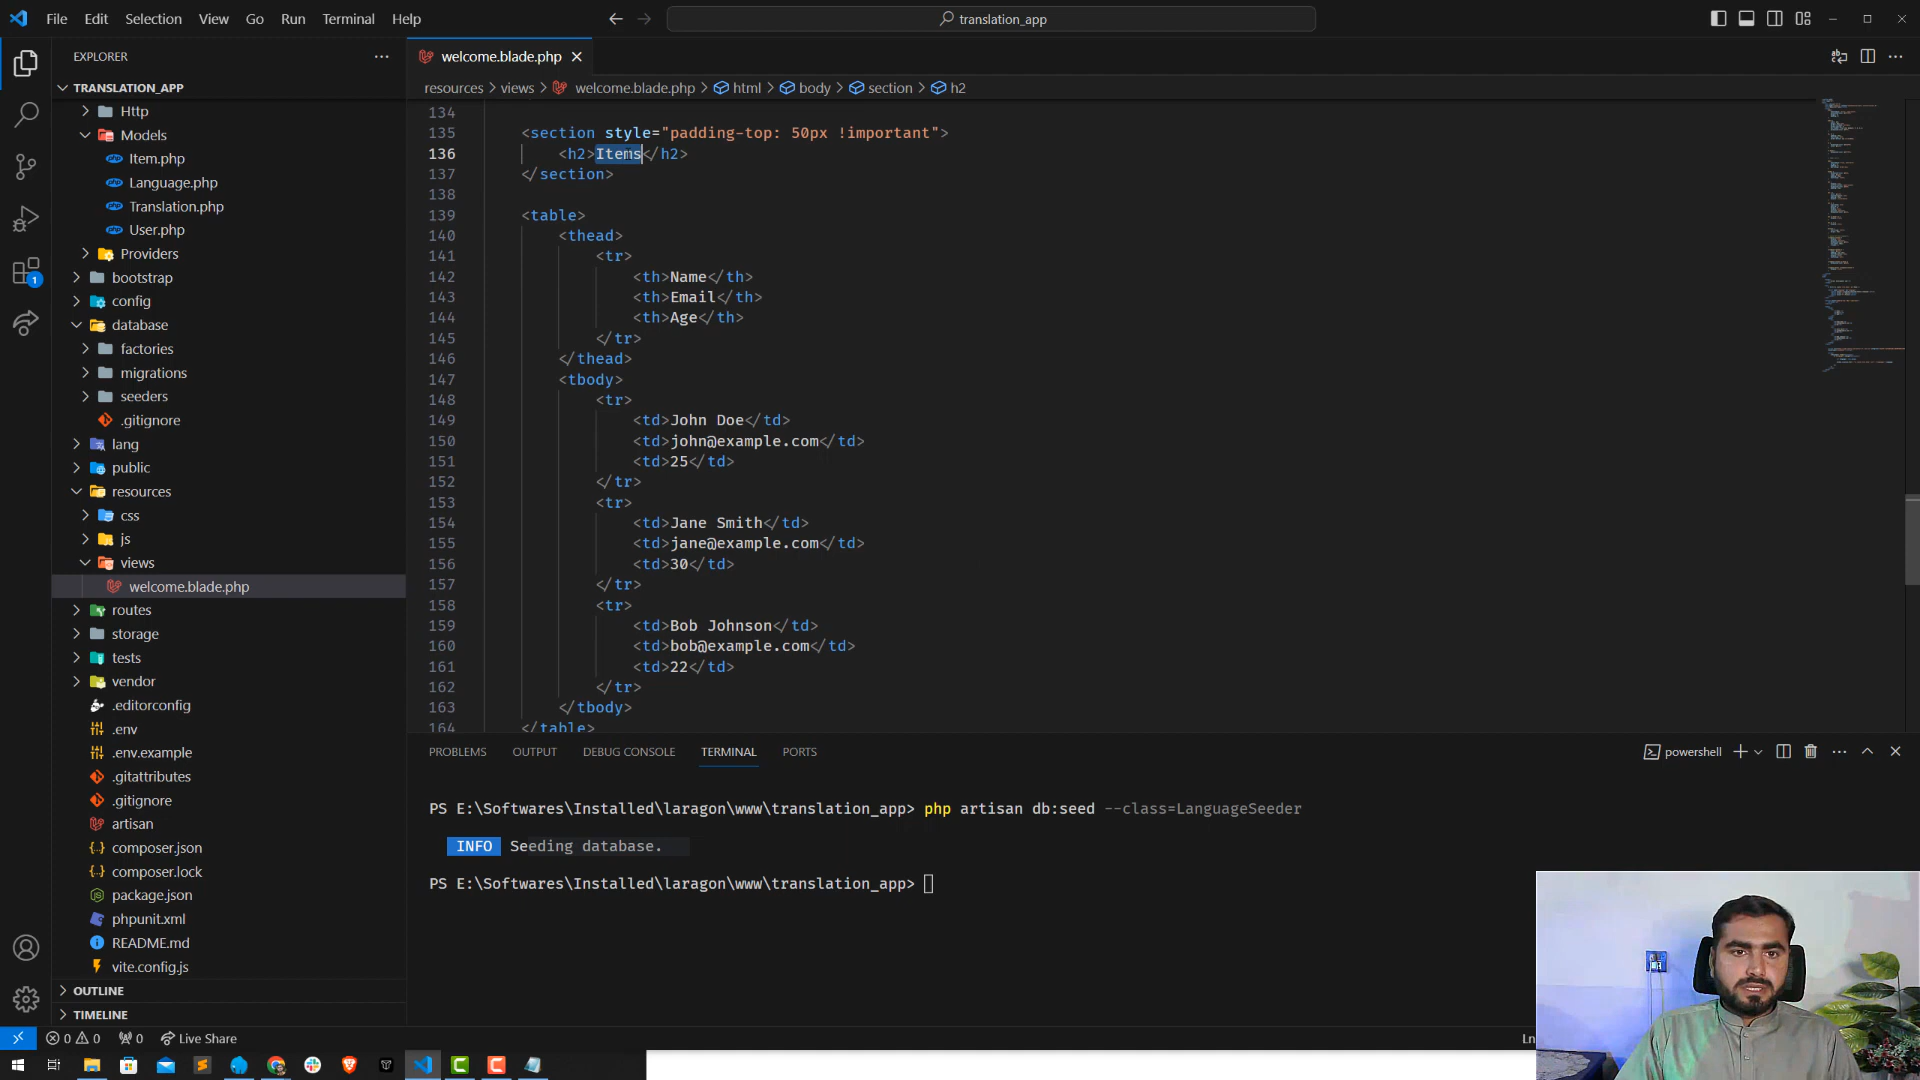 File Edit Selection View Go Run Terminal Help
translation_app
EXPLORER
welcome.blade.php
TRANSLATION_APP
resources > views > welcome.blade.php > html > body > section > h2
Http
Models
Item.php
Language.php
Translation.php
User.php
Providers
bootstrap
config
database
factories
migrations
seeders
.gitignore
lang
public
resources
css
js
views
welcome.blade.php
routes
storage
tests
vendor
.editorconfig
.env
.env.example
.gitattributes
.gitignore
artisan
composer.json
composer.lock
package.json
phpunit.xml
README.md
vite.config.js
OUTLINE
TIMELINE
134
135 <section style="padding-top: 50px !important">
136 <h2>Items</h2>
137 </section>
138
139 <table>
140 <thead>
141 <tr>
142 <th>Name</th>
143 <th>Email</th>
144 <th>Age</th>
145 </tr>
146 </thead>
147 <tbody>
148 <tr>
149 <td>John Doe</td>
150 <td>john@example.com</td>
151 <td>25</td>
152 </tr>
153 <tr>
154 <td>Jane Smith</td>
155 <td>jane@example.com</td>
156 <td>30</td>
157 </tr>
158 <tr>
159 <td>Bob Johnson</td>
160 <td>bob@example.com</td>
161 <td>22</td>
162 </tr>
163 </tbody>
164 </table>
PROBLEMS OUTPUT DEBUG CONSOLE TERMINAL PORTS
powershell
PS E:\Softwares\Installed\laragon\www\translation_app> php artisan db:seed --class=LanguageSeeder
INFO Seeding database.
PS E:\Softwares\Installed\laragon\www\translation_app>
1
0 0 0 Live Share
Ln